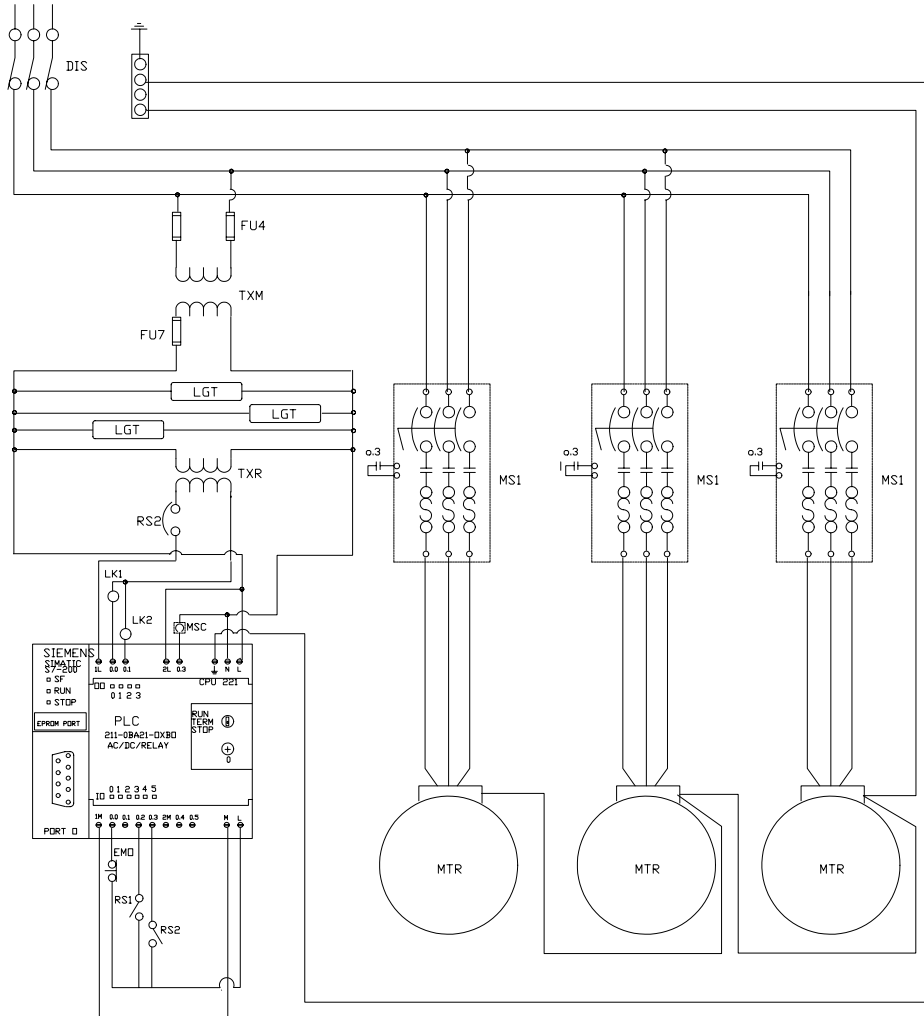 DIS
FU4
TXM
FU7
LGT
LGT
LGT
TXR
RS2
o.3
MS1
o.3
MS1
o.3
MS1
LK1
LK2
MSC
SIEMENS
SIMATIC
S7-200
SF
RUN
STOP
1L 0.0 0.1 2L 0.3 N L
CPU 221
0 1 2 3
EPROM PORT
PLC
211-0BA21-0XB0
AC/DC/RELAY
RUN
TERM
STOP
0
0 1 2 3 4 5
IO
PORT 0
1M 0.0 0.1 0.2 0.3 2M 0.4 0.5 M L
EMO
RS1
RS2
MTR
MTR
MTR